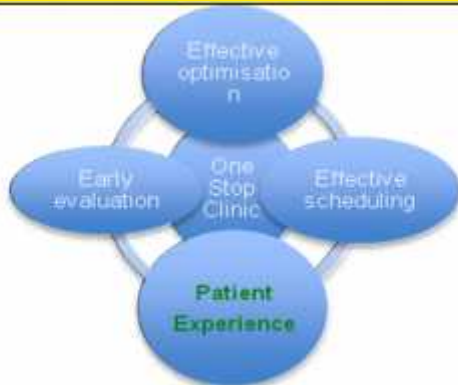 Effective
optimisatio
n
Early
evaluation
One
Stop
Clinic
Effective
scheduling
Patient
Experience